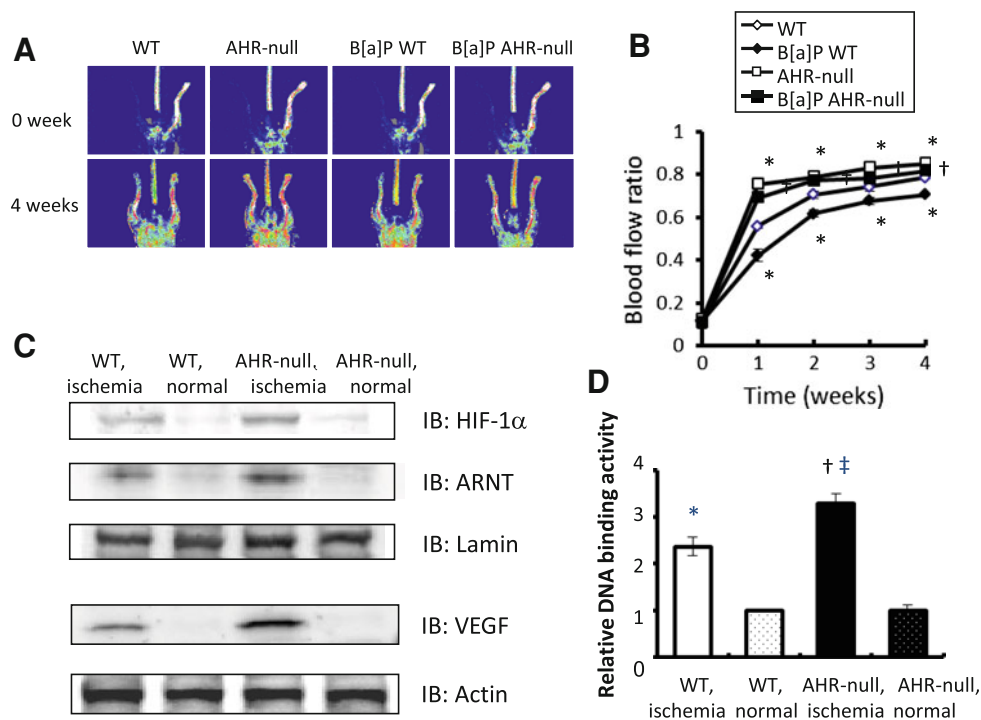 A
WT
AHR-null
B[a]P WT
B[a]P AHR-null
0 week
4 weeks
B
WT
B[a]P WT
AHR-null
B[a]P AHR-null
Blood flow ratio
1
0.8
0.6
0.4
0.2
0
* * * *
† † † †
* * * *
0 1 2 3 4
Time (weeks)
C
WT, ischemia
WT, normal
AHR-null, ischemia
AHR-null, normal
IB: HIF-1α
IB: ARNT
IB: Lamin
IB: VEGF
IB: Actin
D
Relative DNA binding activity
4
3
2
1
0
*
† ‡
WT, ischemia
WT, normal
AHR-null, ischemia
AHR-null, normal